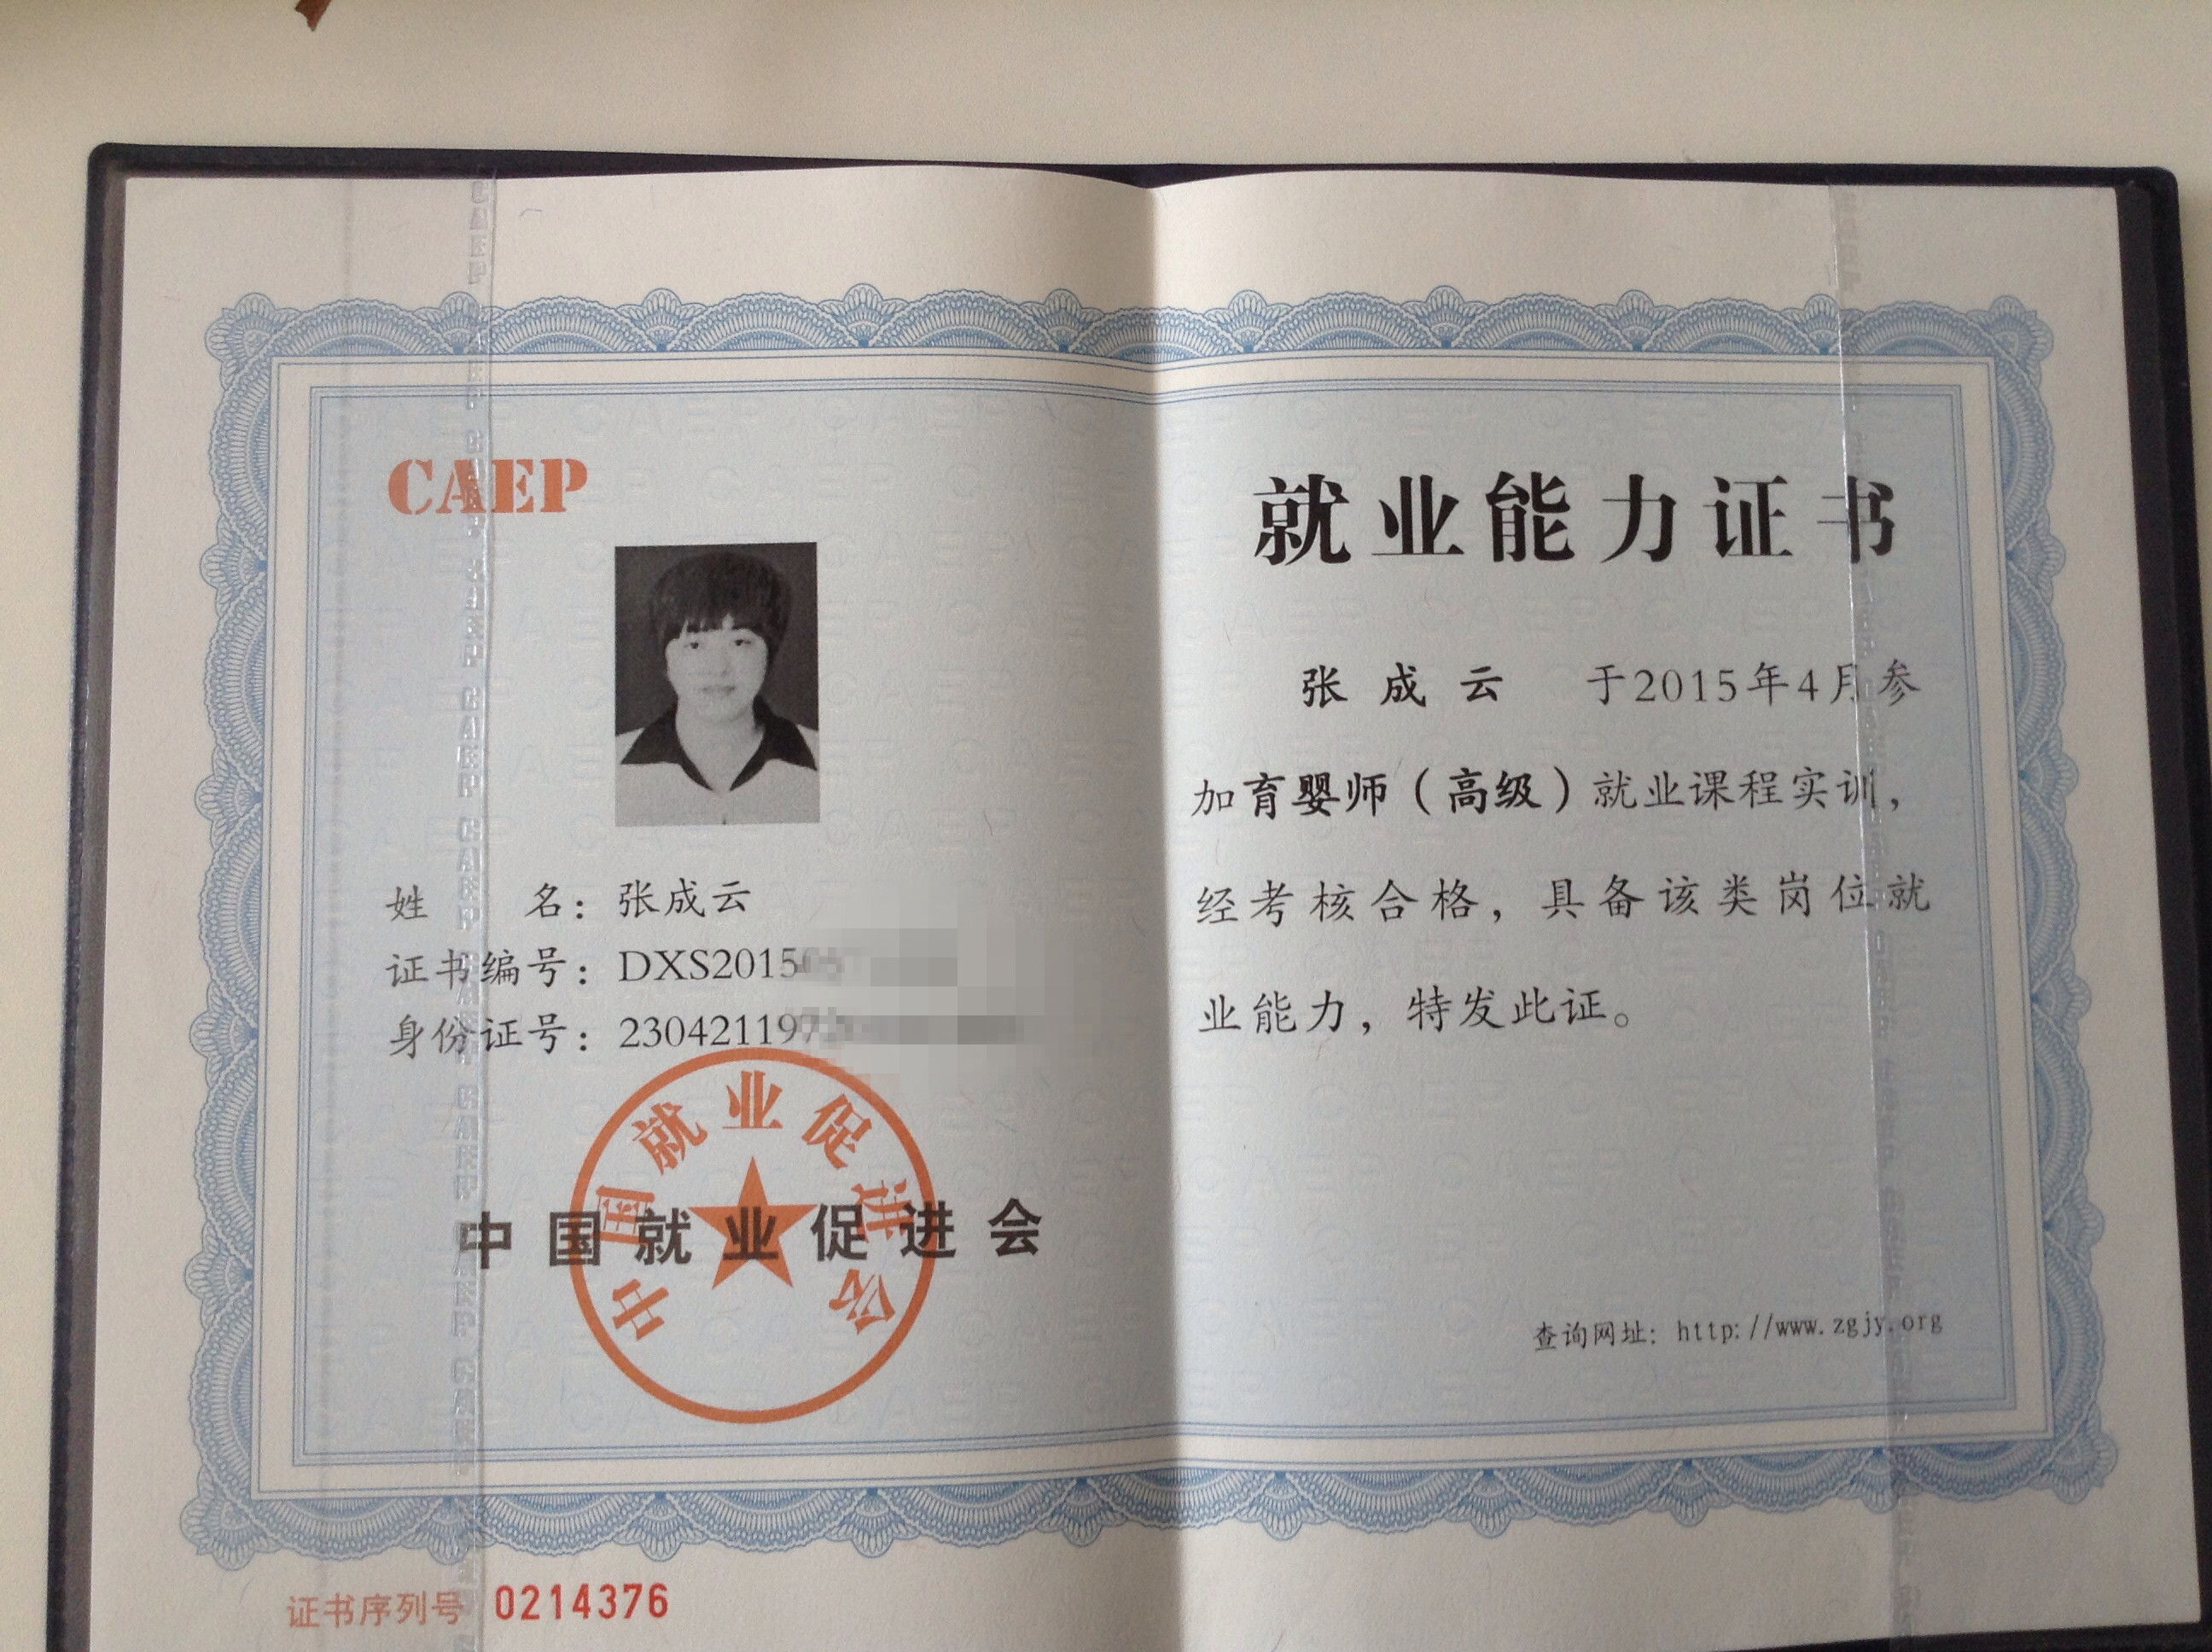 CAEP
姓名：张成云
证书编号：DXS2015
身份证号：230421197
中国就业促进会
中国就业促进会
证书序列号 0214376
就业能力证书
张成云 于2015年4月参
加育婴师（高级）就业课程实训，
经考核合格，具备该类岗位就
业能力，特发此证。
查询网址：http://www.zgjy.org